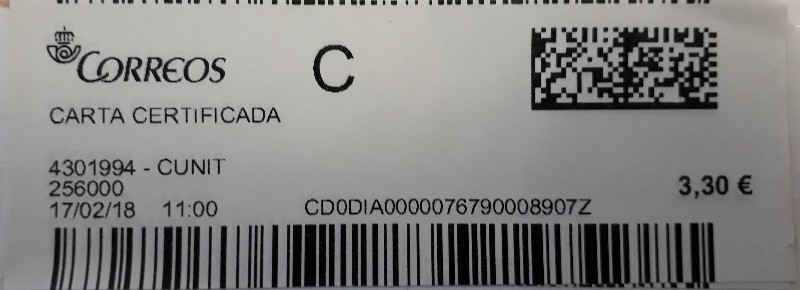 CORREOS
C
CARTA CERTIFICADA
4301994 - CUNIT
256000
3,30 €
17/02/18 11:00 CD0DIA0000076790008907Z